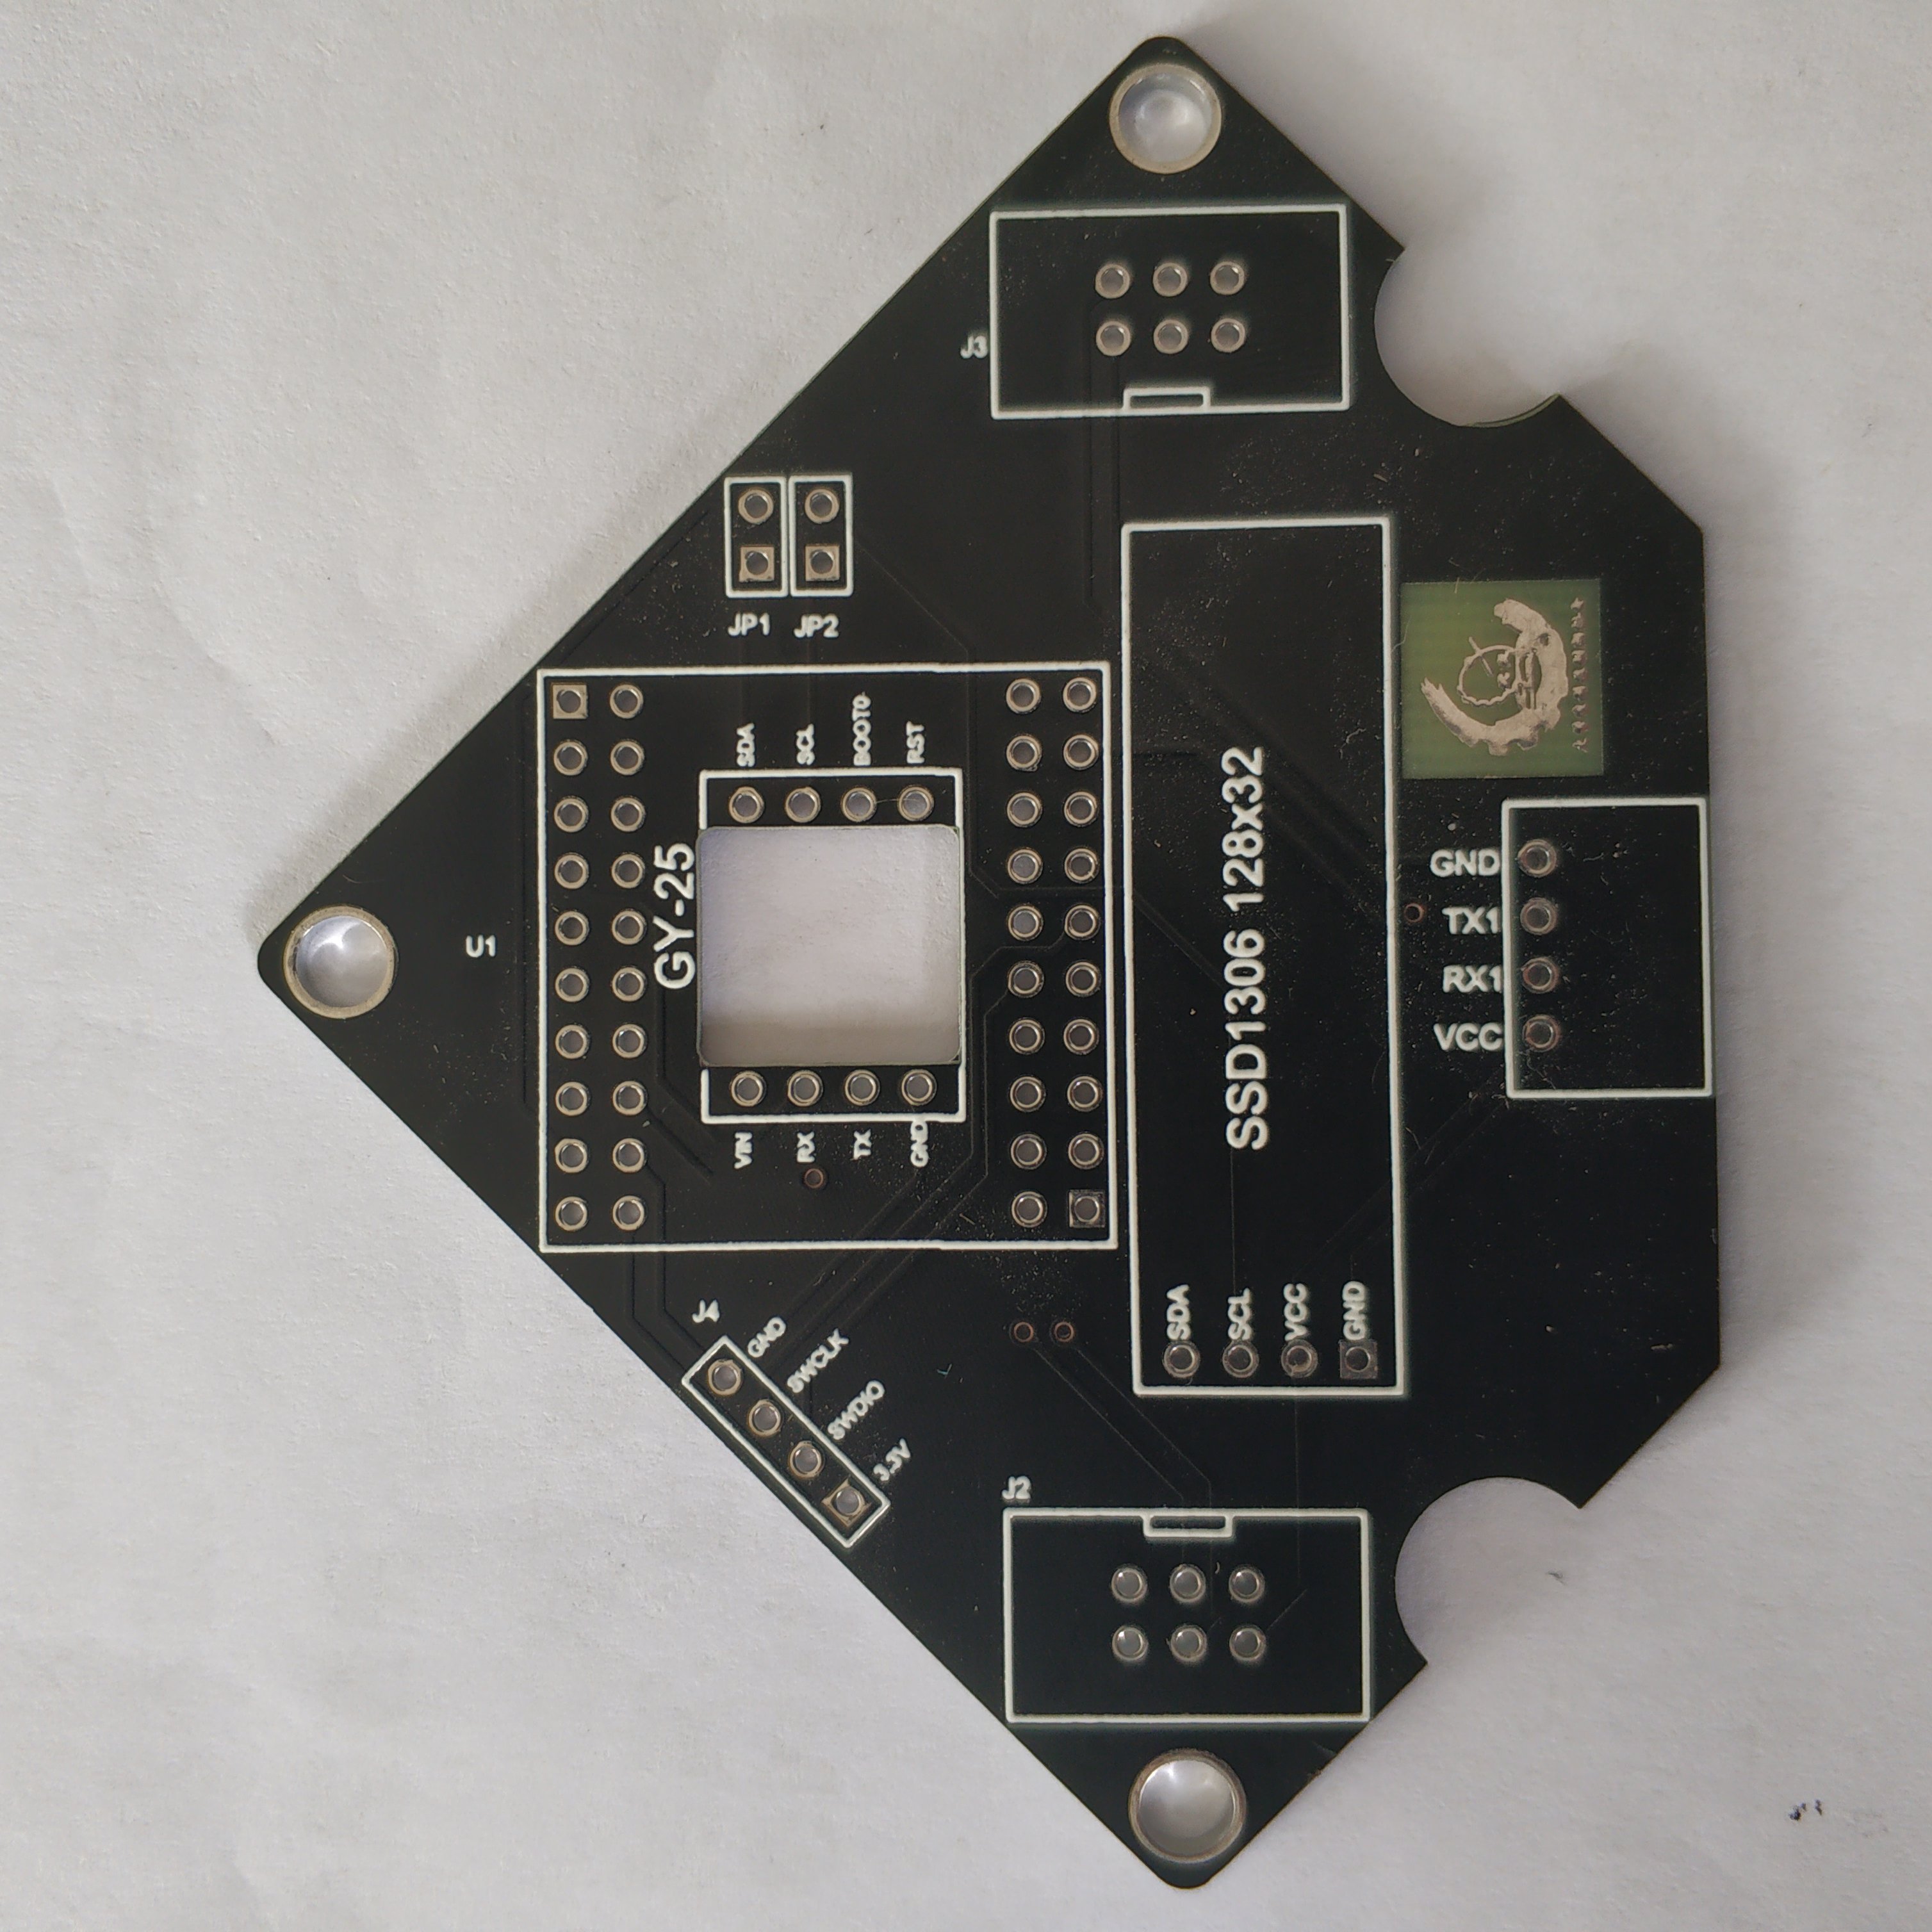 U1
GY-25
J4
GND
SWCLK
SWDIO
3.3V
VIN
RX
TX
GND
SDA
SCL
BOOT0
RST
JP1
JP2
J2
J3
SDA
SCL
VCC
GND
SSD1306 128x32
VCC
RX1
TX1
GND